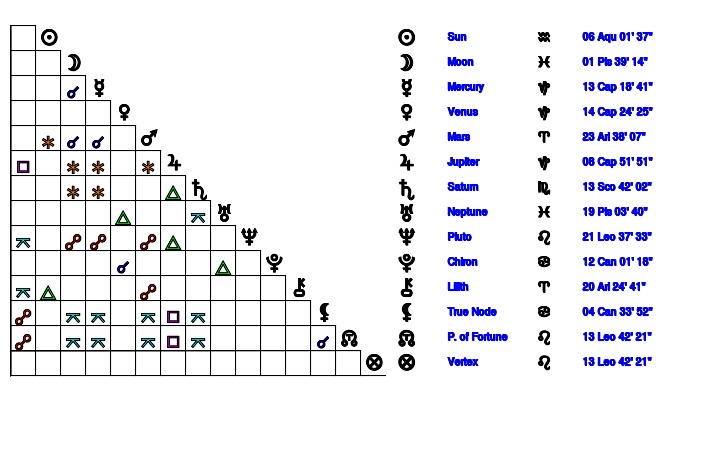 Sun 06 Aqu 01' 37"
Moon 01 Pis 39' 14"
Mercury 13 Cap 18' 41"
Venus 14 Cap 24' 25"
Mars 23 Ari 38' 07"
Jupiter 08 Cap 51' 51"
Saturn 13 Sco 42' 02"
Neptune 19 Pis 03' 40"
Pluto 21 Leo 37' 33"
Chiron 12 Can 01' 18"
Lilith 20 Ari 24' 41"
True Node 04 Can 33' 52"
P. of Fortune 13 Leo 42' 21"
Vertex 13 Leo 42' 21"